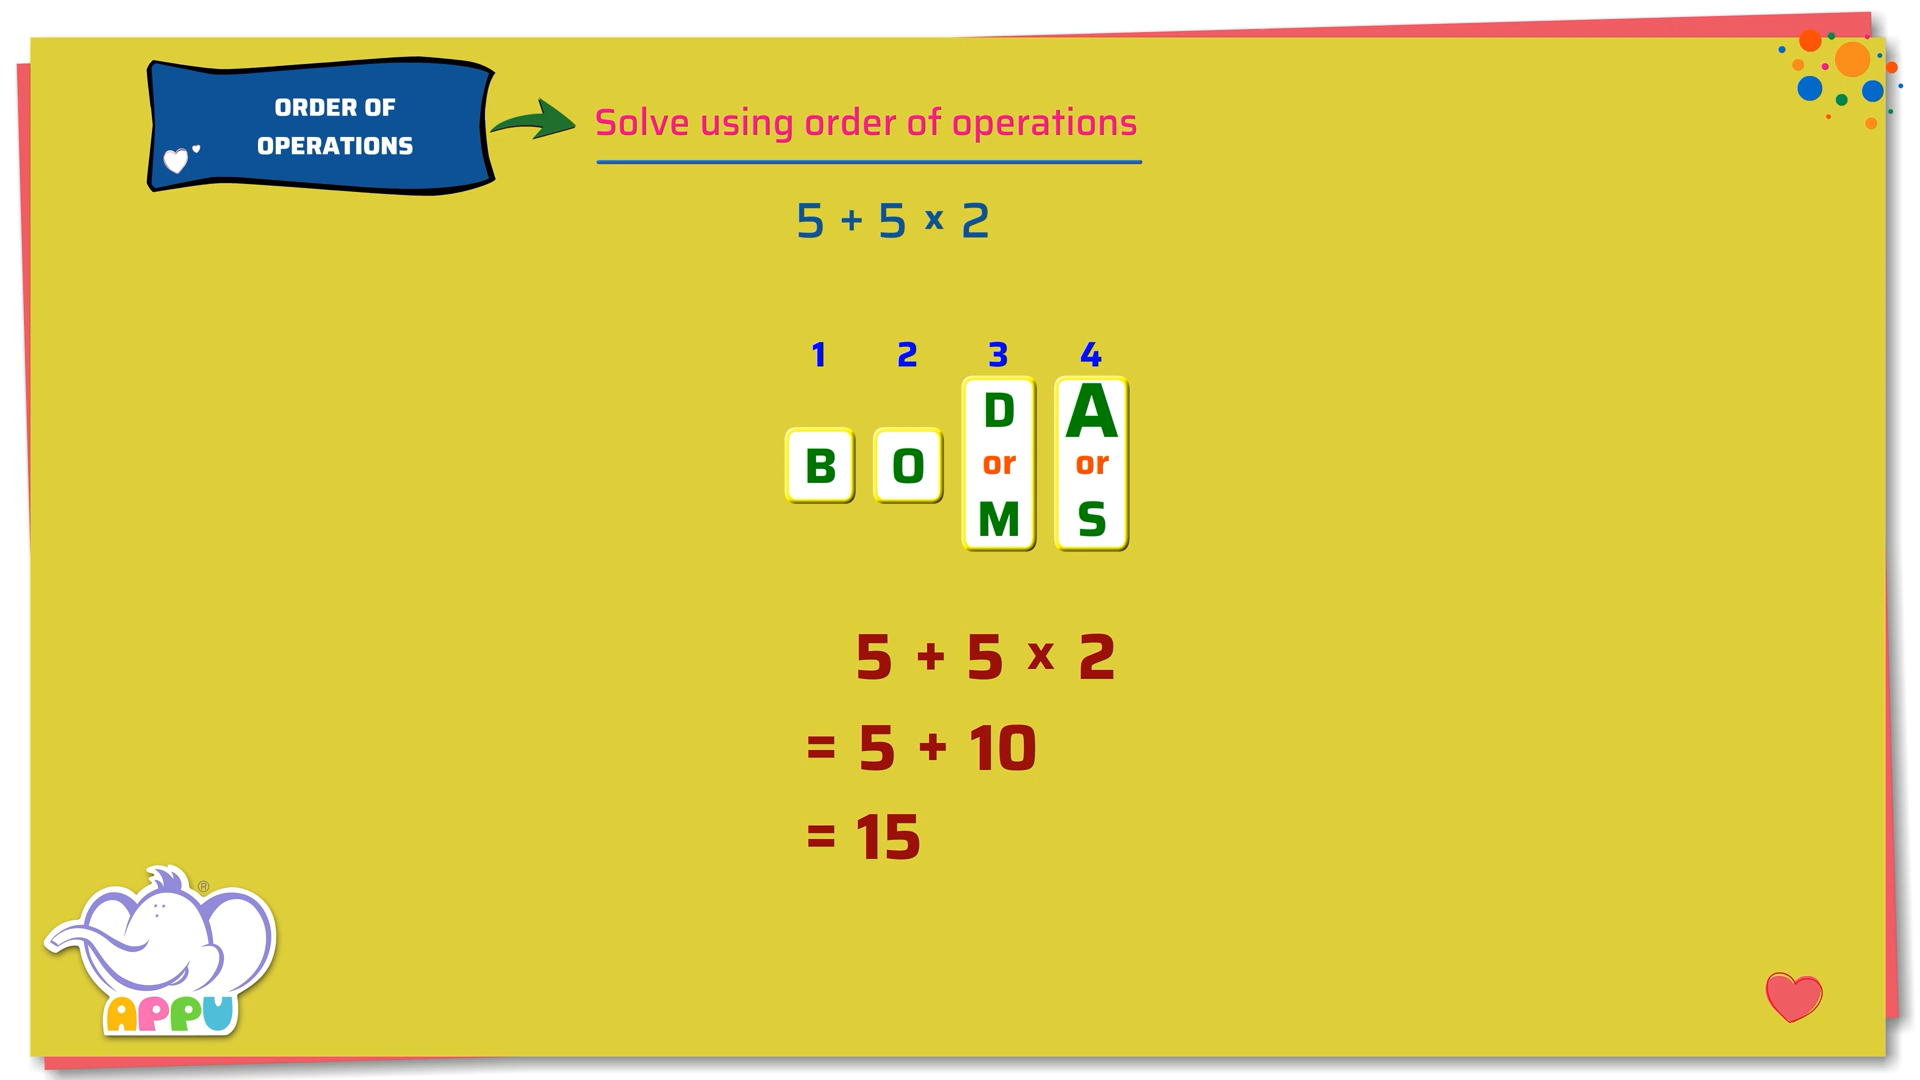 ORDER OF
OPERATIONS
Solve using order of operations
5 + 5 x 2
1 2 3 4
D A
B O or or
M S
5 + 5 x 2
= 5 + 10
= 15
®
APPU